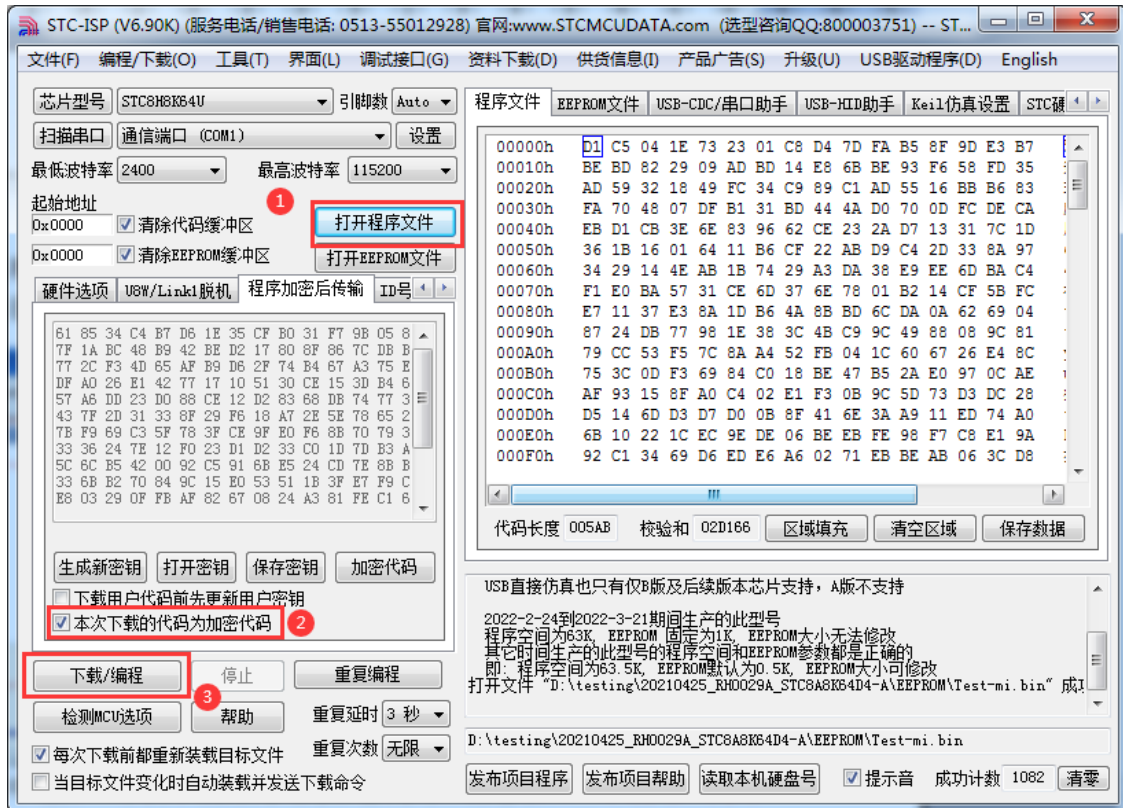 STC-ISP (V6.90K) (服务电话/销售电话: 0513-55012928) 官网:www.STCMCUDATA.com (选型咨询QQ:800003751) -- ST...
文件(F) 编程/下载(O) 工具(T) 界面(L) 调试接口(G) 资料下载(D) 供货信息(I) 产品广告(S) 升级(U) USB驱动程序(D) English
芯片型号 STC8H8K64U 引脚数 Auto
扫描串口 通信端口 (COM1) 设置
最低波特率 2400 最高波特率 115200
起始地址
1
0x0000 清除代码缓冲区 打开程序文件
0x0000 清除EEPROM缓冲区 打开EEPROM文件
硬件选项 U8W/Link1脱机 程序加密后传输 ID号
61 85 34 C4 B7 D6 1E 35 CF B0 31 F7 9B 05 8
7F 1A BC 48 B9 42 BE D2 17 80 8F 86 7C DB B
77 2C F3 4D 65 AF B9 D6 2F 74 B4 67 A3 75 E
DF A0 26 E1 42 77 17 10 51 30 CE 15 3D B4 6
57 A6 DD 23 D0 88 CE 12 D2 83 68 DB 74 77 3
43 7F 2D 31 33 8F 29 F6 18 A7 2E 5E 78 65 2
7B F9 69 C3 5F 78 3F CE 9F E0 F6 8B 70 79 3
33 36 24 7E 12 F0 23 D1 D2 33 C0 1D 7D B3 A
5C 6C B5 42 00 92 C5 91 6B E5 24 CD 7E 8B B
33 6B B2 70 84 9C 15 E0 53 51 1B 3F E7 F9 C
E8 03 29 0F FB AF 82 67 08 24 A3 81 FE C1 6
生成新密钥 打开密钥 保存密钥 加密代码
下载用户代码前先更新用户密钥
本次下载的代码为加密代码 2
下载/编程 停止 重复编程
3
检测MCU选项 帮助 重复延时 3 秒
每次下载前都重新装载目标文件 重复次数 无限
当目标文件变化时自动装载并发送下载命令
程序文件 EEPROM文件 USB-CDC/串口助手 USB-HID助手 Keil仿真设置 STC硬
00000h D1 C5 04 1E 73 23 01 C8 D4 7D FA B5 8F 9D E3 B7
00010h BE BD 82 29 09 AD BD 14 E8 6B BE 93 F6 58 FD 35
00020h AD 59 32 18 49 FC 34 C9 89 C1 AD 55 16 BB B6 83
00030h FA 70 48 07 DF B1 31 BD 44 4A D0 70 0D FC DE CA
00040h EB D1 CB 3E 6E 83 96 62 CE 23 2A D7 13 31 7C 1D
00050h 36 1B 16 01 64 11 B6 CF 22 AB D9 C4 2D 33 8A 97
00060h 34 29 14 4E AB 1B 74 29 A3 DA 38 E9 EE 6D BA C4
00070h F1 E0 BA 57 31 CE 6D 37 6E 78 01 B2 14 CF 5B FC
00080h E7 11 37 E3 8A 1D B6 4A 8B BD 6C DA 0A 62 69 04
00090h 87 24 DB 77 98 1E 38 3C 4B C9 9C 49 88 08 9C 81
000A0h 79 CC 53 F5 7C 8A A4 52 FB 04 1C 60 67 26 E4 8C
000B0h 75 3C 0D F3 69 84 C0 18 BE 47 B5 2A E0 97 0C AE
000C0h AF 93 15 8F A0 C4 02 E1 F3 0B 9C 5D 73 D3 DC 28
000D0h D5 14 6D D3 D7 D0 0B 8F 41 6E 3A A9 11 ED 74 A0
000E0h 6B 10 22 1C EC 9E DE 06 BE EB FE 98 F7 C8 E1 9A
000F0h 92 C1 34 69 D6 ED E6 A6 02 71 EB BE AB 06 3C D8
代码长度 005AB 校验和 02D166 区域填充 清空区域 保存数据
USB直接仿真也只有仅B版及后续版本芯片支持，A版不支持
2022-2-24到2022-3-21期间生产的此型号
程序空间为63K, EEPROM 固定为1K, EEPROM大小无法修改
其它时间生产的此型号的程序空间和EEPROM参数都是正确的
即: 程序空间为63.5K, EEPROM默认为0.5K, EEPROM大小可修改
打开文件 "D:\testing\20210425_RH0029A_STC8A8K64D4-A\EEPROM\Test-mi.bin" 成功
D:\testing\20210425_RH0029A_STC8A8K64D4-A\EEPROM\Test-mi.bin
发布项目程序 发布项目帮助 读取本机硬盘号 提示音 成功计数 1082 清零